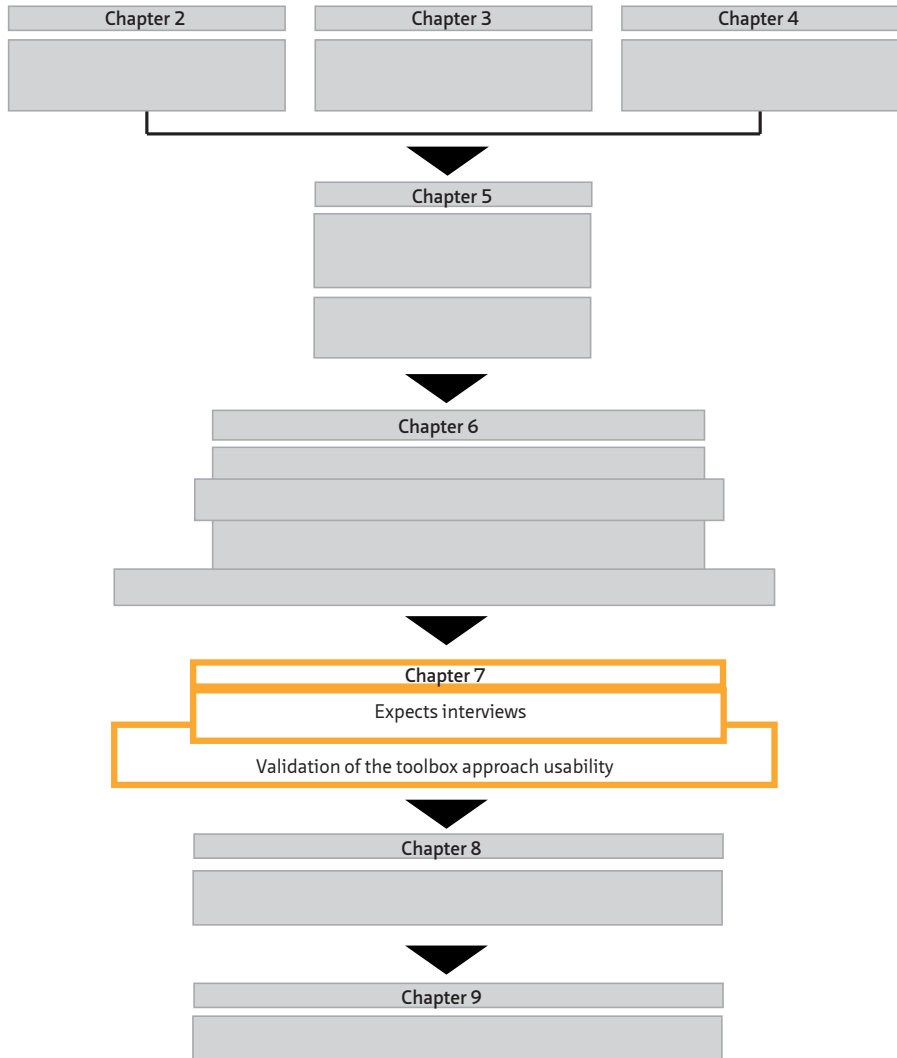 Chapter 2
Chapter 3
Chapter 4
Chapter 5
Chapter 6
Chapter 7
Expects interviews
Validation of the toolbox approach usability
Chapter 8
Chapter 9